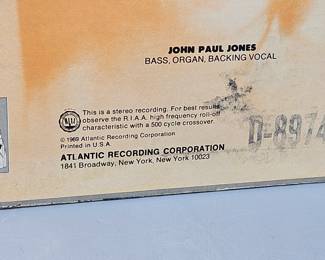 JOHN PAUL JONES
BASS, ORGAN, BACKING VOCAL
This is a stereo recording. For best results
observe the R.I.A.A. high frequency roll-off
characteristic with a 500 cycle crossover.
© 1969 Atlantic Recording Corporation
Printed in U.S.A.
D-8974
ATLANTIC RECORDING CORPORATION
1841 Broadway, New York, New York 10023